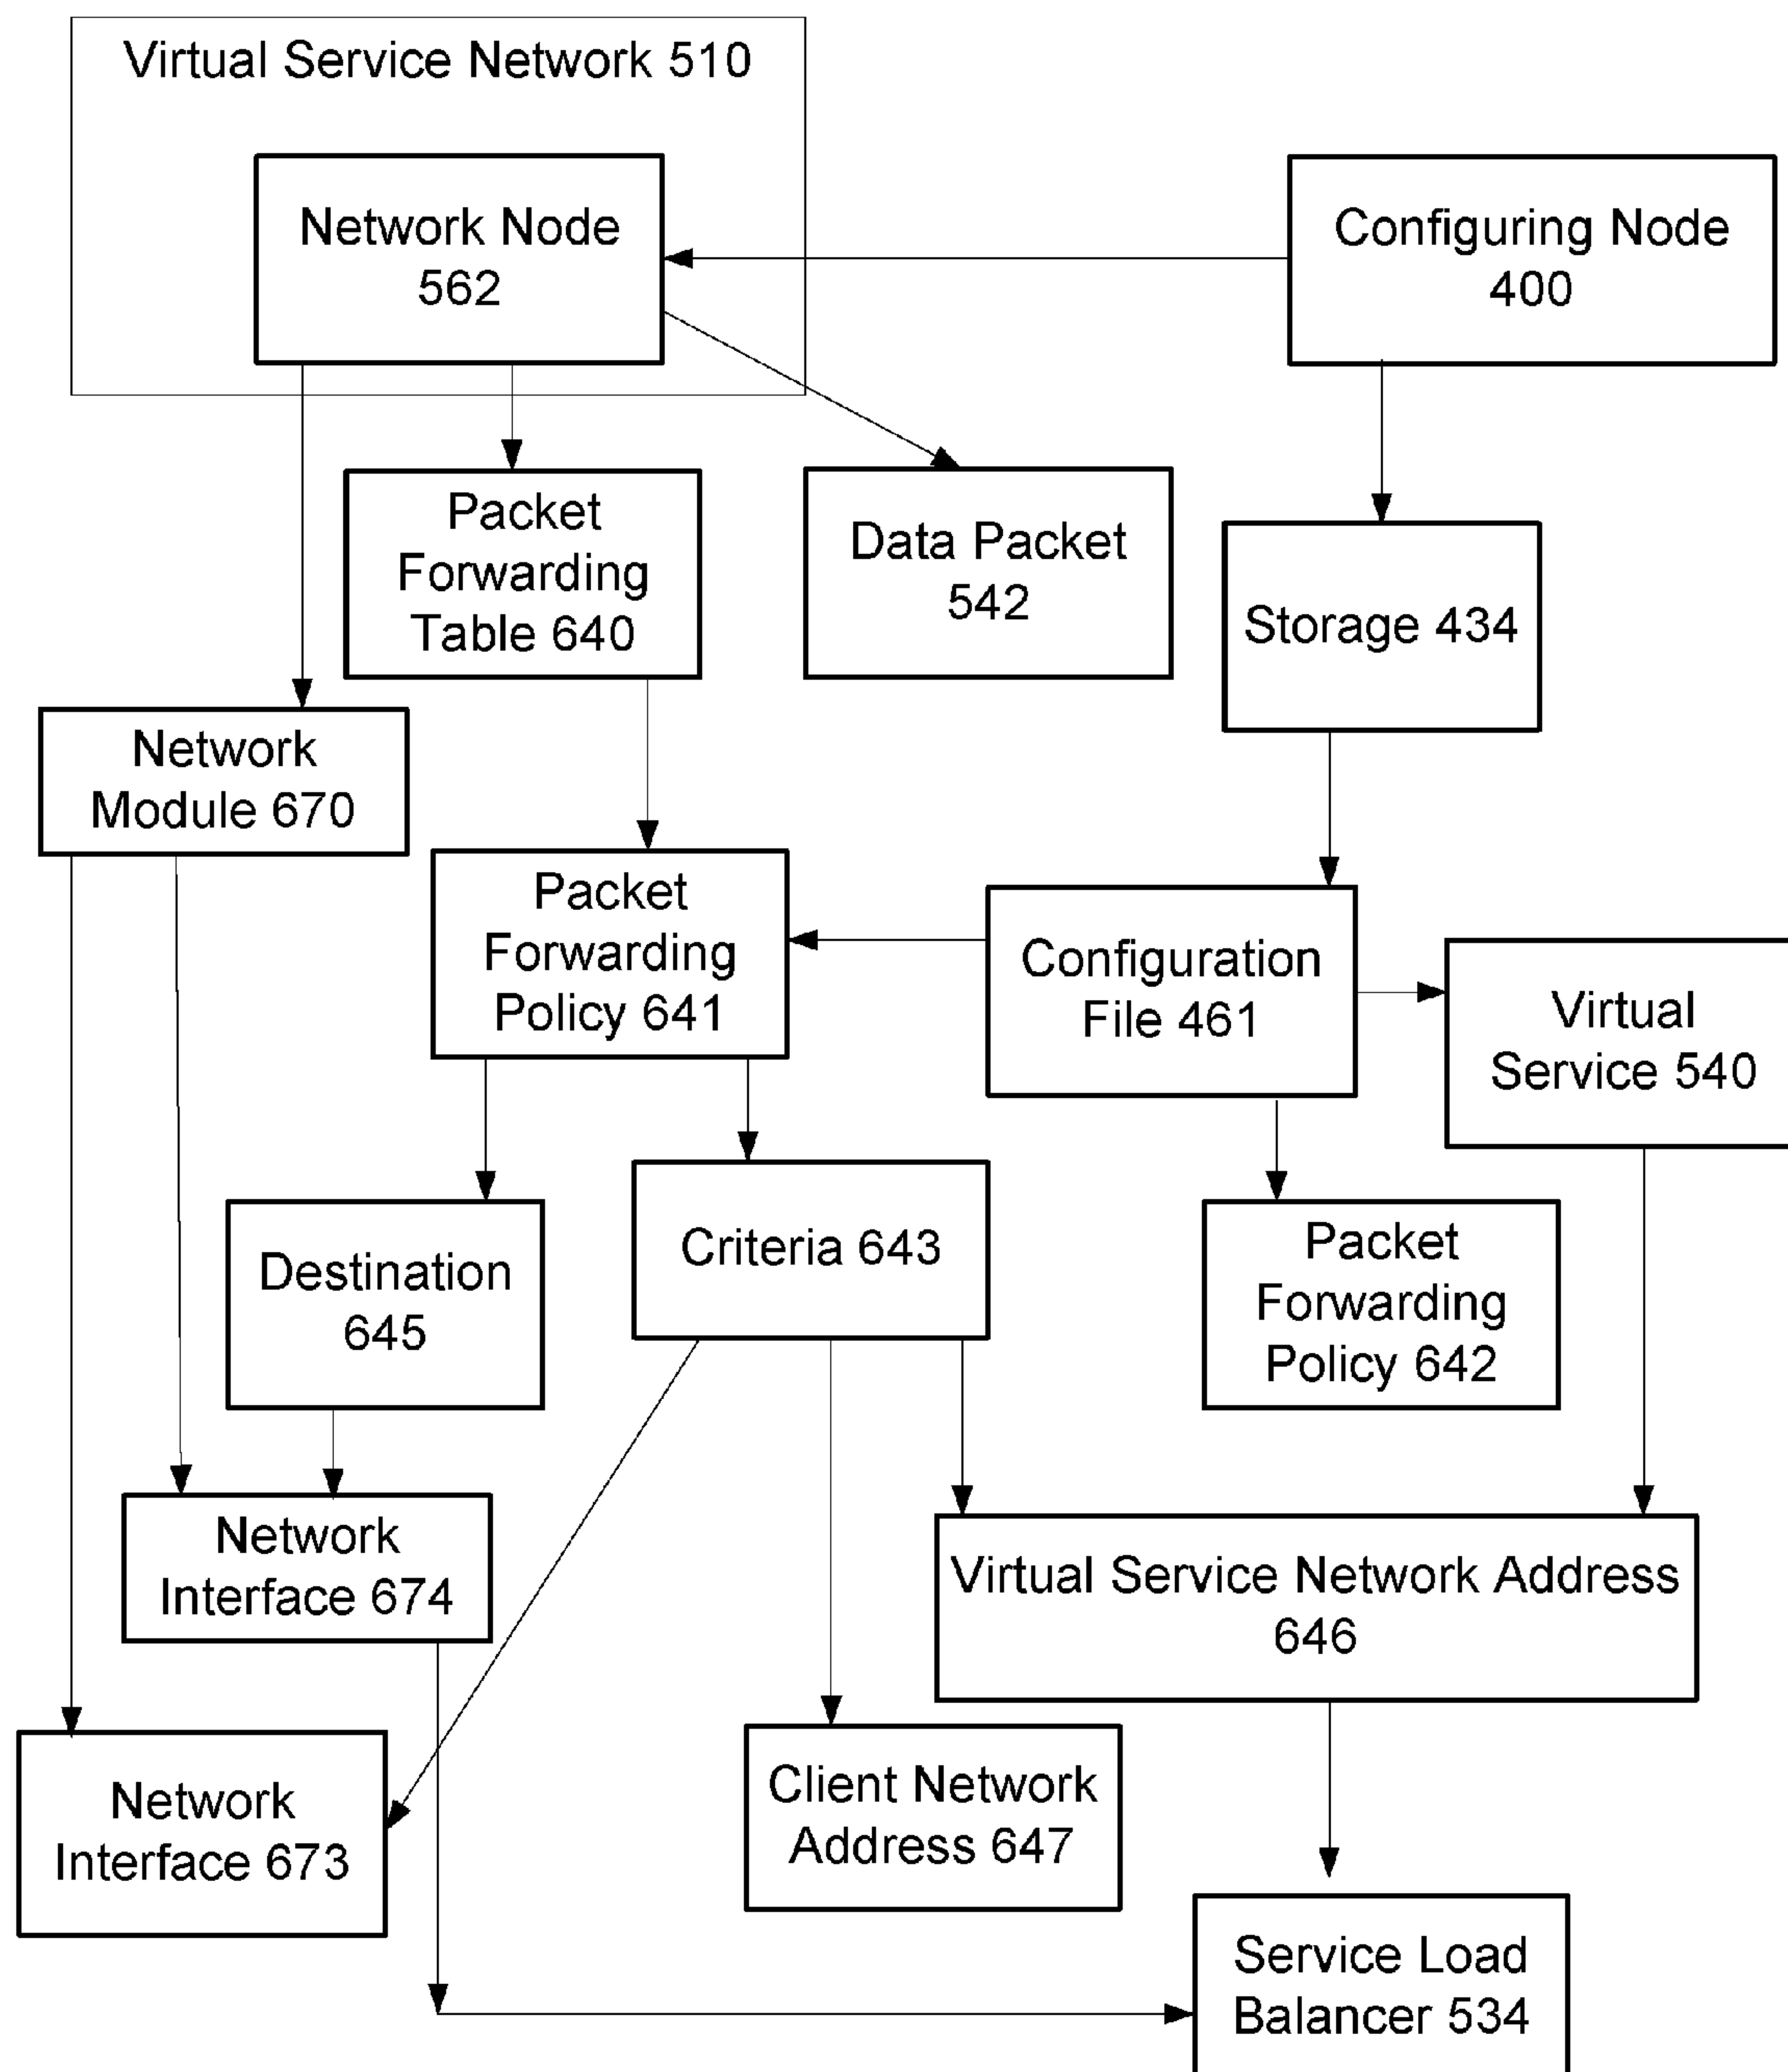 Virtual Service Network 510
Network Node
562
Configuring Node
400
Packet
Forwarding
Table 640
Data Packet
542
Storage 434
Network
Module 670
Packet
Forwarding
Policy 641
Configuration
File 461
Virtual
Service 540
Destination
645
Criteria 643
Packet
Forwarding
Policy 642
Network
Interface 674
Virtual Service Network Address
646
Network
Interface 673
Client Network
Address 647
Service Load
Balancer 534